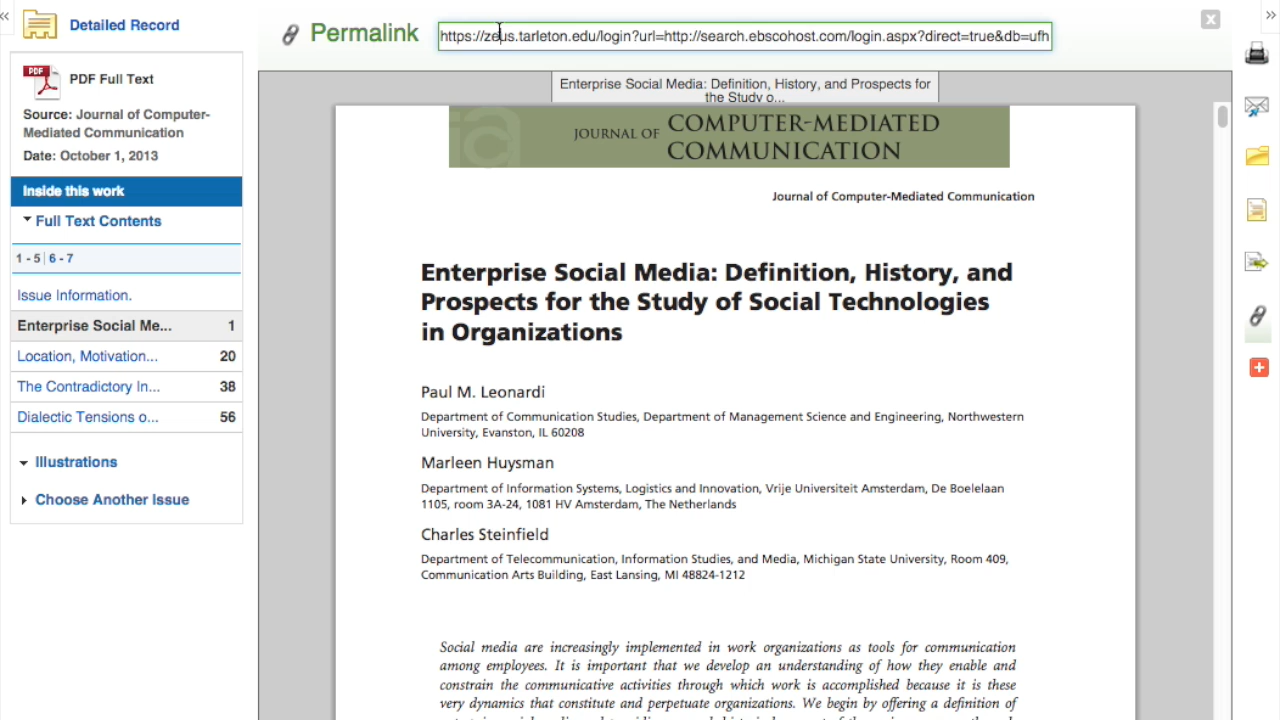 Detailed Record
PDF
PDF Full Text
Source: Journal of Computer-
Mediated Communication
Date: October 1, 2013
Inside this work
Full Text Contents
1 - 5 | 6 - 7
Issue Information.
Enterprise Social Me... 1
Location, Motivation... 20
The Contradictory In... 38
Dialectic Tensions o... 56
Illustrations
Choose Another Issue
Permalink
https://zeus.tarleton.edu/login?url=http://search.ebscohost.com/login.aspx?direct=true&db=ufh
Enterprise Social Media: Definition, History, and Prospects for
the Study o...
JOURNAL OF COMPUTER-MEDIATED
COMMUNICATION
Journal of Computer-Mediated Communication
Enterprise Social Media: Definition, History, and
Prospects for the Study of Social Technologies
in Organizations
Paul M. Leonardi
Department of Communication Studies, Department of Management Science and Engineering, Northwestern
University, Evanston, IL 60208
Marleen Huysman
Department of Information Systems, Logistics and Innovation, Vrije Universiteit Amsterdam, De Boelelaan
1105, room 3A-24, 1081 HV Amsterdam, The Netherlands
Charles Steinfield
Department of Telecommunication, Information Studies, and Media, Michigan State University, Room 409,
Communication Arts Building, East Lansing, MI 48824-1212
Social media are increasingly implemented in work organizations as tools for communication
among employees. It is important that we develop an understanding of how they enable and
constrain the communicative activities through which work is accomplished because it is these
very dynamics that constitute and perpetuate organizations. We begin by offering a definition of